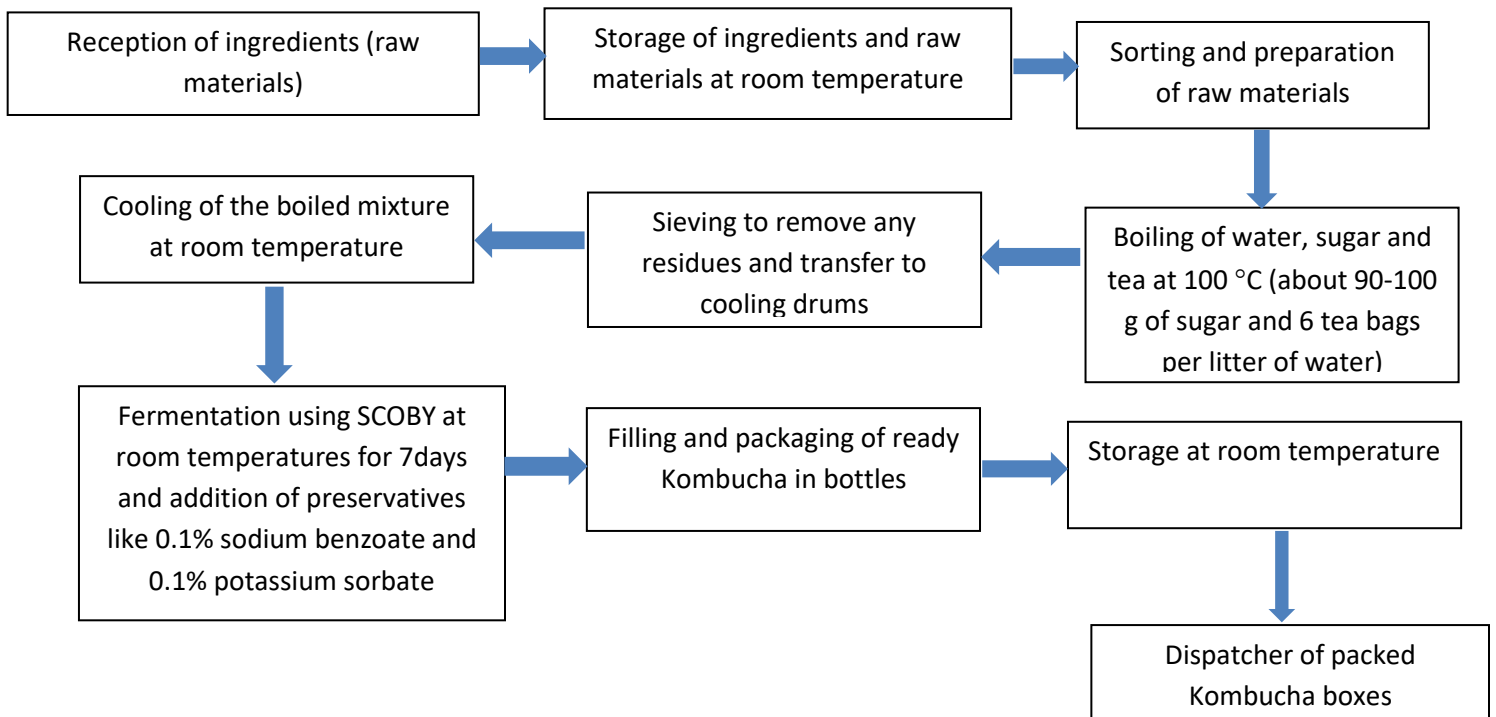 Reception of ingredients (raw
materials)
Storage of ingredients and raw
materials at room temperature
Sorting and preparation
of raw materials
Boiling of water, sugar and
tea at 100 °C (about 90-100
g of sugar and 6 tea bags
per litter of water)
Sieving to remove any
residues and transfer to
cooling drums
Cooling of the boiled mixture
at room temperature
Fermentation using SCOBY at
room temperatures for 7days
and addition of preservatives
like 0.1% sodium benzoate and
0.1% potassium sorbate
Filling and packaging of ready
Kombucha in bottles
Storage at room temperature
Dispatcher of packed
Kombucha boxes